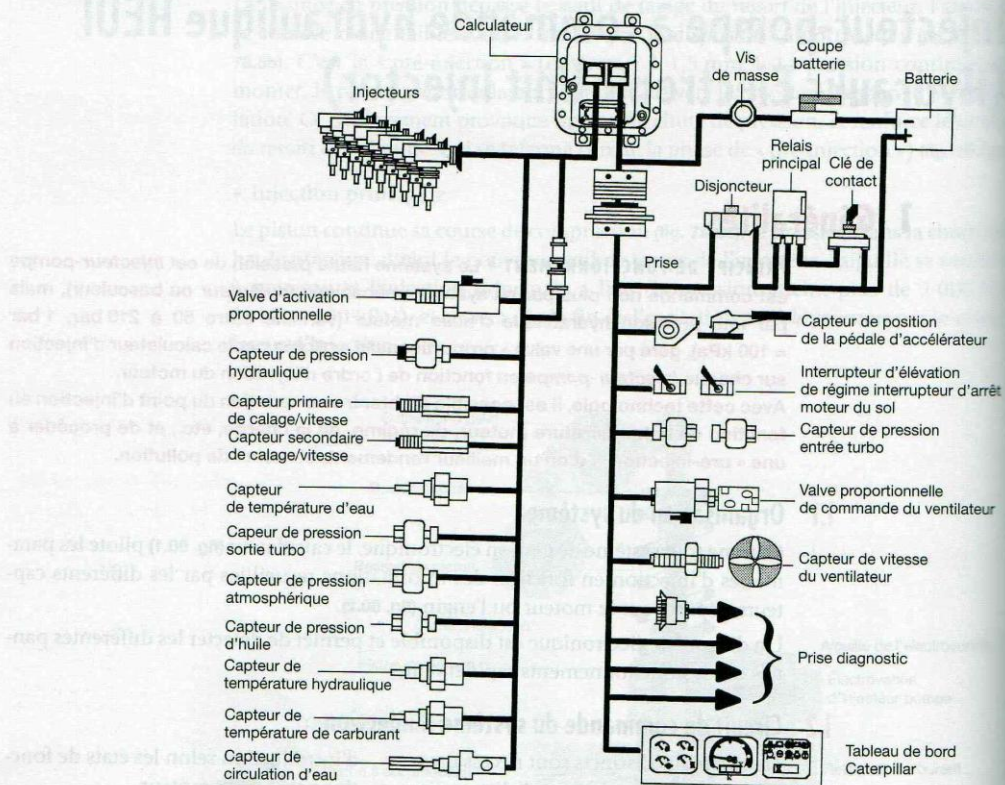 Calculateur
Injecteurs
Vis
de masse
Coupe
batterie
Batterie
Relais
principal
Clé de
contact
Disjoncteur
Prise
Valve d'activation
proportionnelle
Capteur de pression
hydraulique
Capteur primaire
de calage/vitesse
Capteur secondaire
de calage/vitesse
Capteur
de température d'eau
Capeur de pression
sortie turbo
Capteur de pression
atmosphérique
Capteur de pression
d'huile
Capteur de
température hydraulique
Capteur de
température de carburant
Capteur de
circulation d'eau
Capteur de position
de la pédale d'accélérateur
Interrupteur d'élévation
de régime interrupteur d'arrêt
moteur du sol
Capteur de pression
entrée turbo
Valve proportionnelle
de commande du ventilateur
Capteur de vitesse
du ventilateur
Prise diagnostic
Tableau de bord
Caterpillar